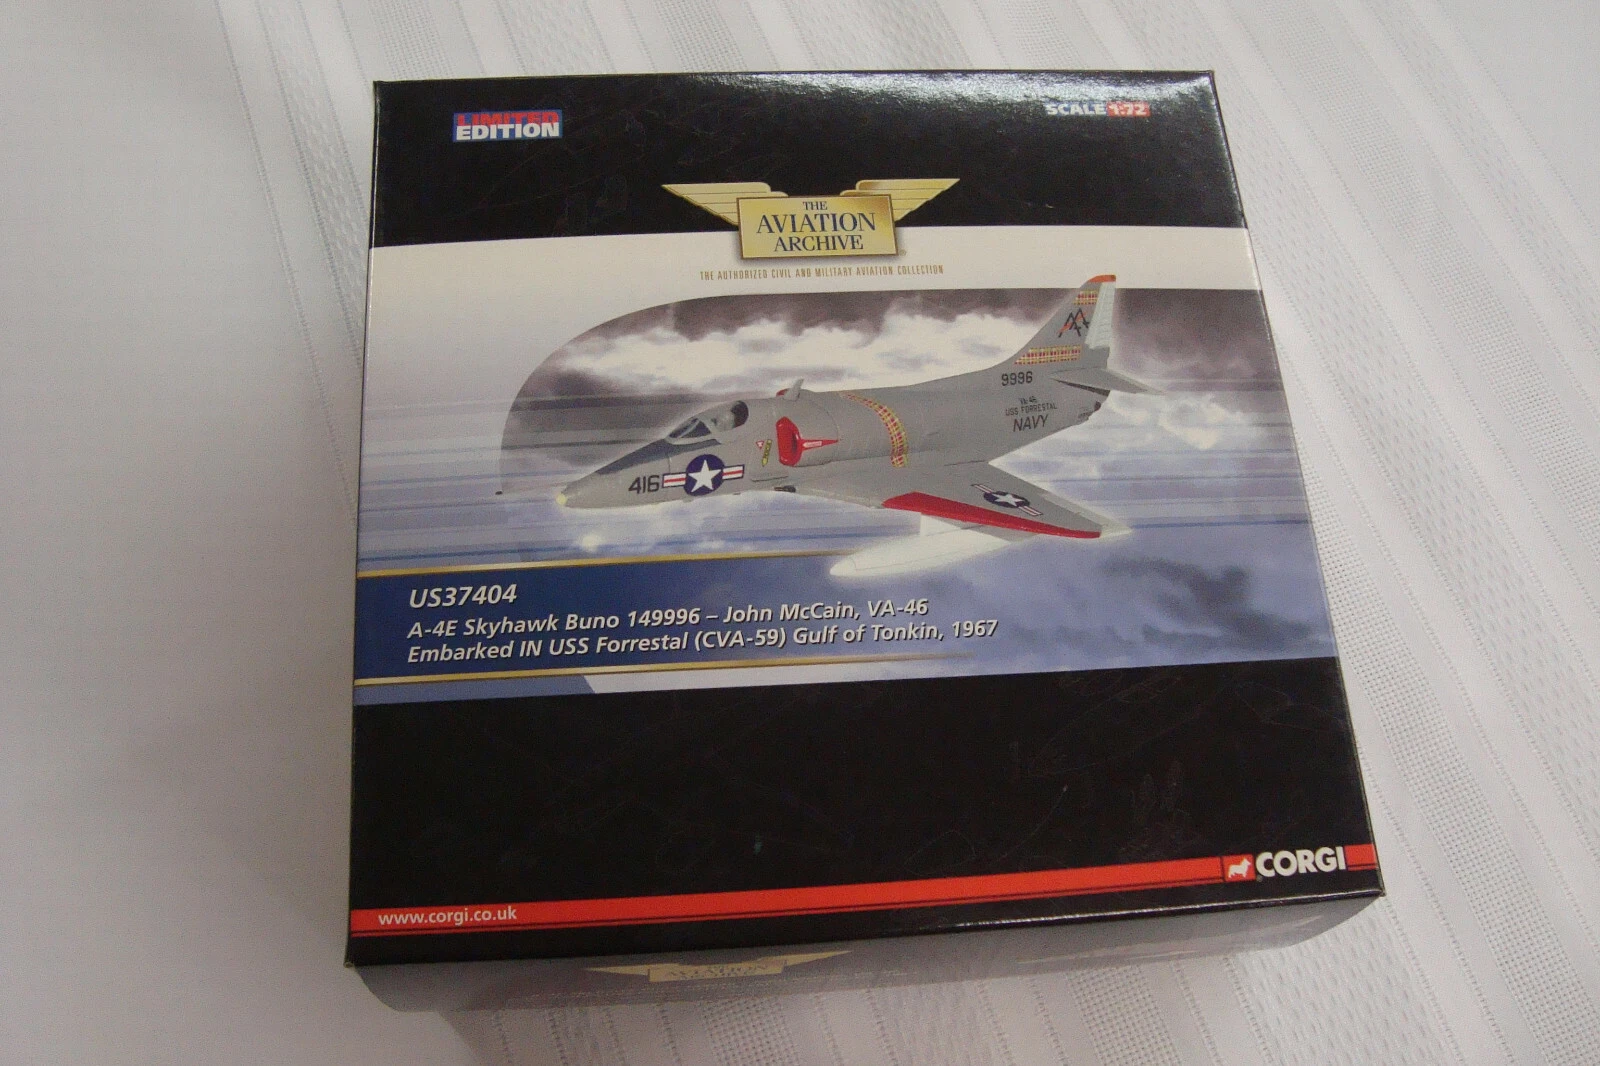 LIMITED
EDITION
SCALE 1:72
THE
AVIATION
ARCHIVE
THE AUTHORIZED CIVIL AND MILITARY AVIATION COLLECTION
AA
9996
VA-46
USS FORRESTAL
NAVY
416
US37404
A-4E Skyhawk Buno 149996 – John McCain, VA-46
Embarked IN USS Forrestal (CVA-59) Gulf of Tonkin, 1967
CORGI
www.corgi.co.uk
AVIATION